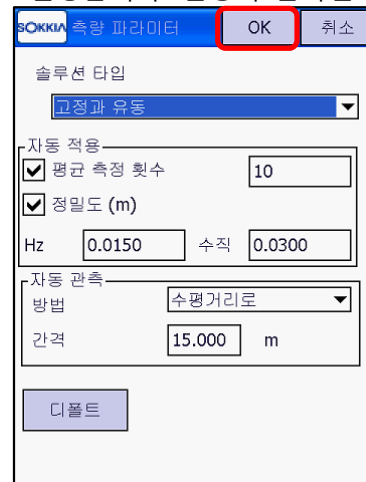 SOKKIA 측량 파라미터 OK 취소
솔루션 타입
고정과 유동
자동 적용
평균 측정 횟수 10
정밀도 (m)
Hz 0.0150 수직 0.0300
자동 관측
방법 수평거리로
간격 15.000 m
디폴트